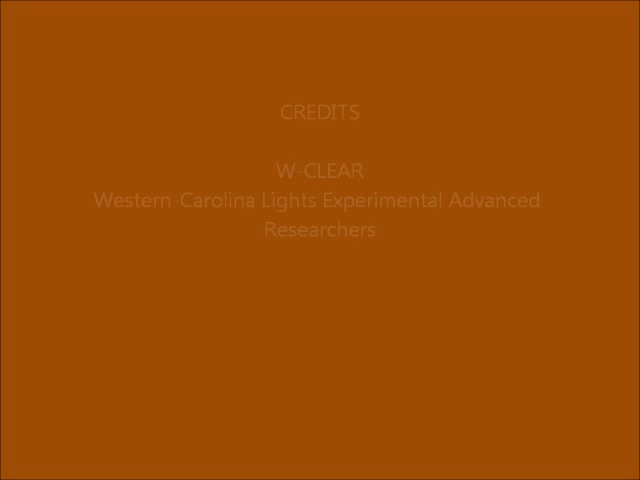 CREDITS
W-CLEAR
Western-Carolina Lights Experimental Advanced
Researchers